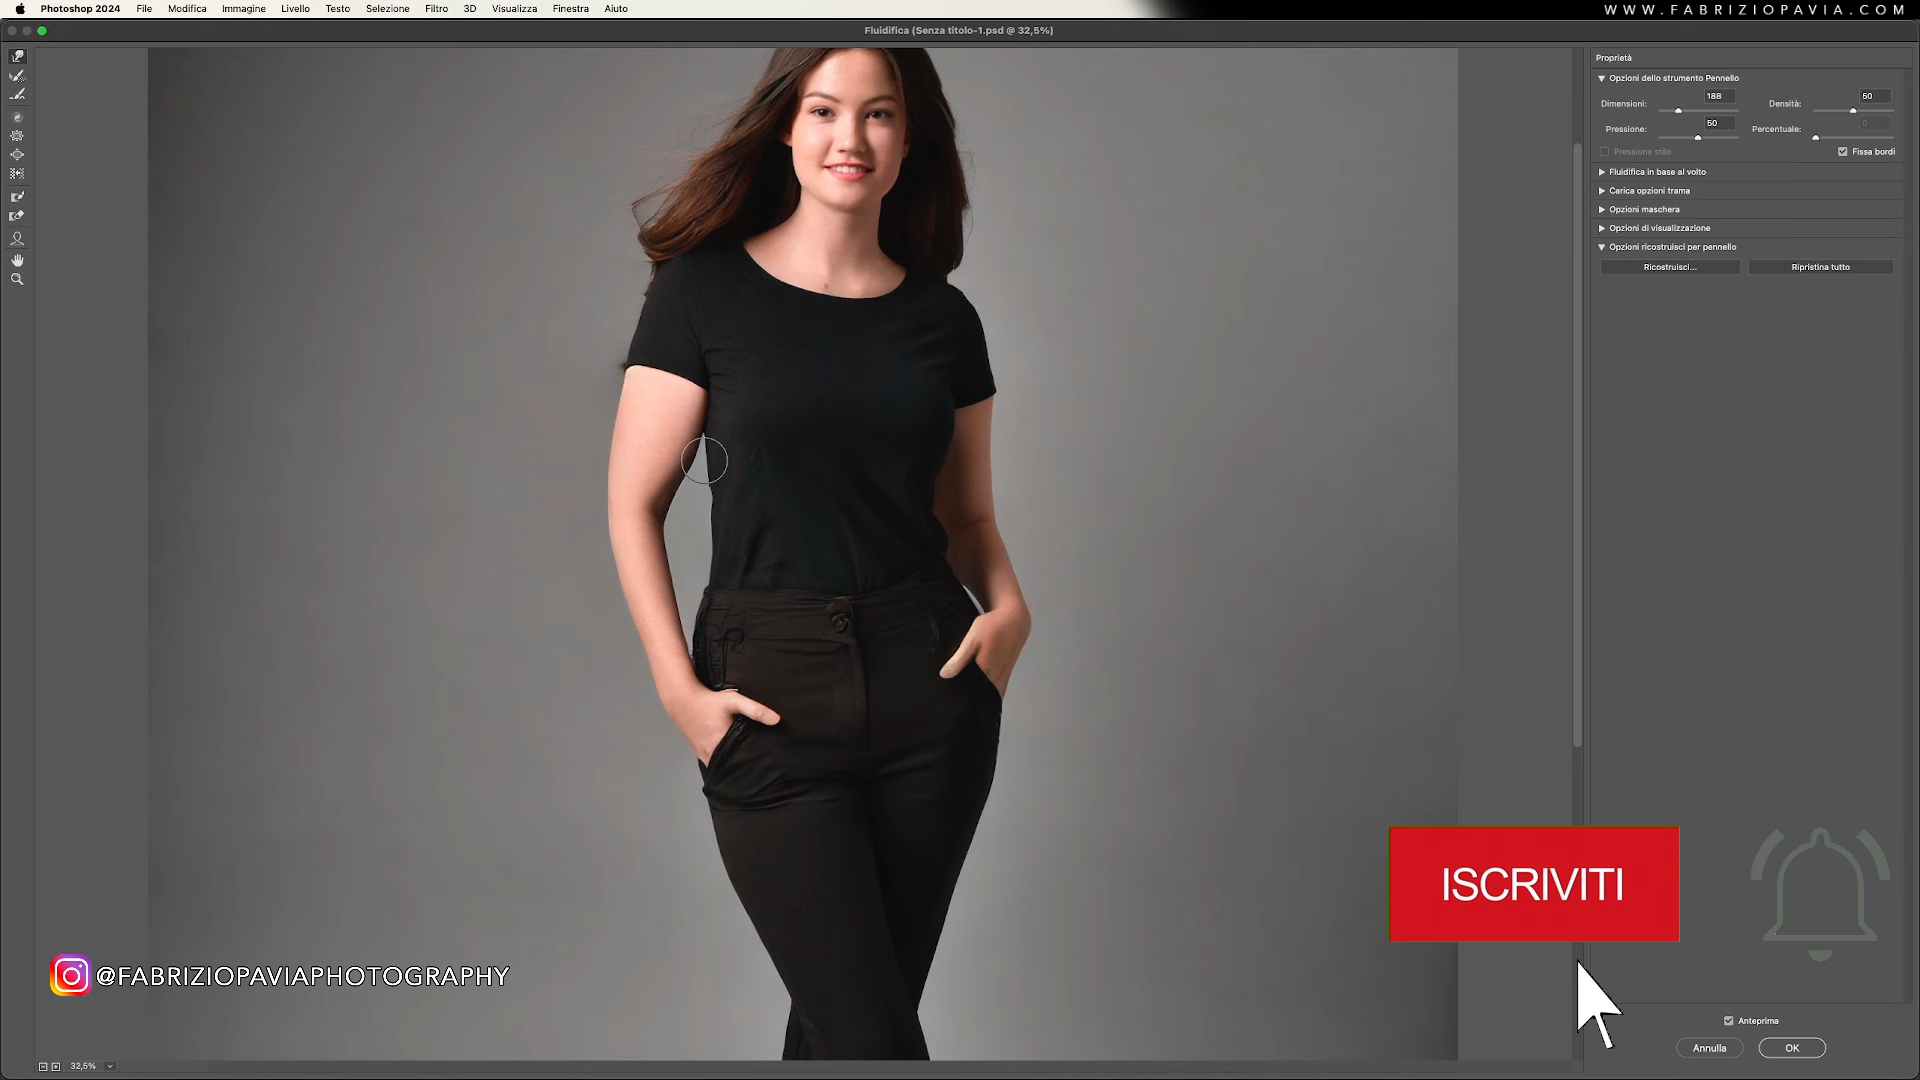 Photoshop 2024 File Modifica Immagine Livello Testo Selezione Filtro 3D Visualizza Finestra Aiuto
WWW.FABRIZIOPAVIA.COM
Fluidifica (Senza titolo-1.psd @ 32,5%)
Proprietà
Opzioni dello strumento Pennello
Dimensioni: 188 Densità: 50
Pressione: 50 Percentuale: 0
Pressione stilo Fissa bordi
Fluidifica in base al volto
Carica opzioni trama
Opzioni maschera
Opzioni di visualizzazione
Opzioni ricostruisci per pennello
Ricostruisci... Ripristina tutto
ISCRIVITI
@FABRIZIOPAVIAPHOTOGRAPHY
Anteprima
Annulla OK
32,5%